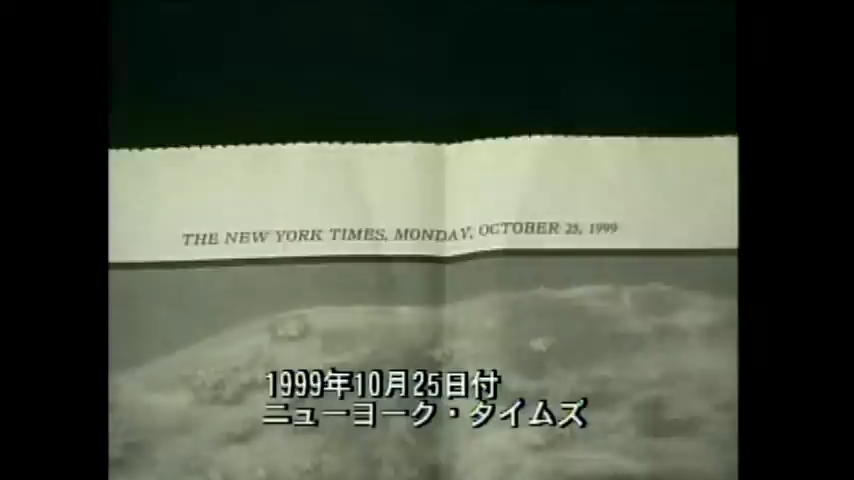 THE NEW YORK TIMES, MONDAY, OCTOBER 25, 1999
1999年10月25日付
ニューヨーク・タイムズ